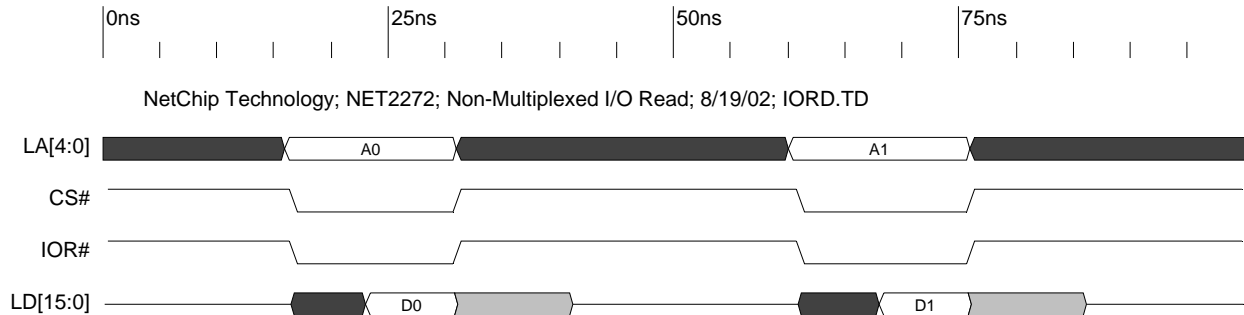 0ns 25ns 50ns 75ns
NetChip Technology; NET2272; Non-Multiplexed I/O Read; 8/19/02; IORD.TD
LA[4:0] A0 A1
CS#
IOR#
LD[15:0] D0 D1